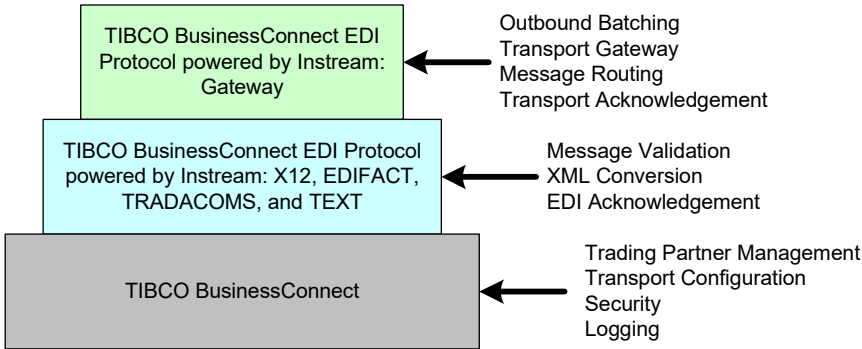 TIBCO BusinessConnect EDI
Protocol powered by Instream:
Gateway
Outbound Batching
Transport Gateway
Message Routing
Transport Acknowledgement
TIBCO BusinessConnect EDI Protocol
powered by Instream: X12, EDIFACT,
TRADACOMS, and TEXT
Message Validation
XML Conversion
EDI Acknowledgement
TIBCO BusinessConnect
Trading Partner Management
Transport Configuration
Security
Logging